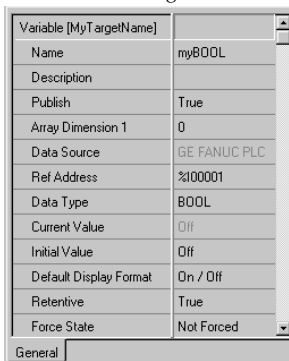 Variable [MyTargetName]
Name myBOOL
Description
Publish True
Array Dimension 1 0
Data Source GE FANUC PLC
Ref Address %I00001
Data Type BOOL
Current Value Off
Initial Value Off
Default Display Format On / Off
Retentive True
Force State Not Forced
General